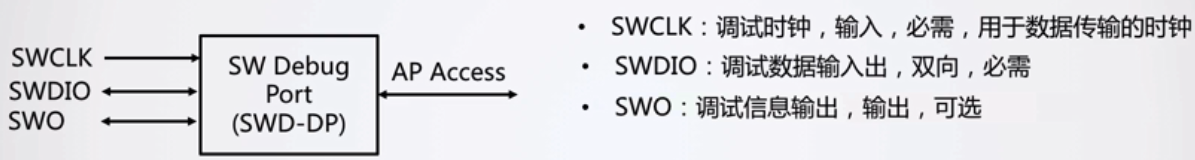 SWCLK
SWDIO
SWO
SW Debug
Port
(SWD-DP)
AP Access
• SWCLK：调试时钟，输入，必需，用于数据传输的时钟
• SWDIO：调试数据输入出，双向，必需
• SWO：调试信息输出，输出，可选